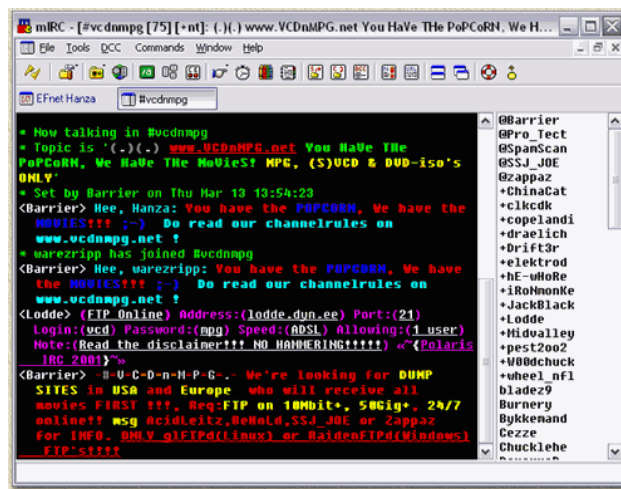 mIRC - [#vcdnmpg [75] [+nt]: (.)(.) www.VCDnMPG.net You HaVe THe PoPCoRN, We H...
File Tools DCC Commands Window Help
EFnet Hanza #vcdnmpg
* Now talking in #vcdnmpg
* Topic is '(.)(.) www.VCDnMPG.net You HaVe THe
PoPCoRN, We HaVe THe MoVieS! MPG, (S)VCD & DVD-iso's
ONLY'
* Set by Barrier on Thu Mar 13 13:54:23
<Barrier> Hee, Hanza: You have the POPCORN, We have the
MOVIES!!! ;-) Do read our channelrules on
www.vcdnmpg.net !
* warezripp has joined #vcdnmpg
<Barrier> Hee, warezripp: You have the POPCORN, We have
the MOVIES!!! ;-) Do read our channelrules on
www.vcdnmpg.net !
<Lodde> (FTP Online) Address:(lodde.dyn.ee) Port:(21)
Login:(vcd) Password:(mpg) Speed:(ADSL) Allowing:(1 user)
Note:(Read the disclaimer!!! NO HAMMERING!!!!!) «~{Polaris
IRC 2001}~»
<Barrier> -#-V-C-D-n-M-P-G-.- We're looking for DUMP
SITES in USA and Europe who will receive all
movies FIRST !!!, Req:FTP on 10Mbit+, 50Gig+, 24/7
online!! msg AcidLeitz,BeHoLd,SSJ_JOE or Zappaz
for INFO. ONLY glFTPd(Linux) or RaidenFTPd(Windows)
FTP's!!!!
@Barrier
@Pro_Tect
@SpamScan
@SSJ_JOE
@zappaz
+ChinaCat
+clkcdk
+copelandi
+draelich
+Drift3r
+elektrod
+hE-wHoRe
+iRoNmonKe
+JackBlack
+Lodde
+Midvalley
+pest2oo2
+W00dchuck
+wheel_nfl
bladez9
Burnery
Bykkemand
Cezze
Chucklehe